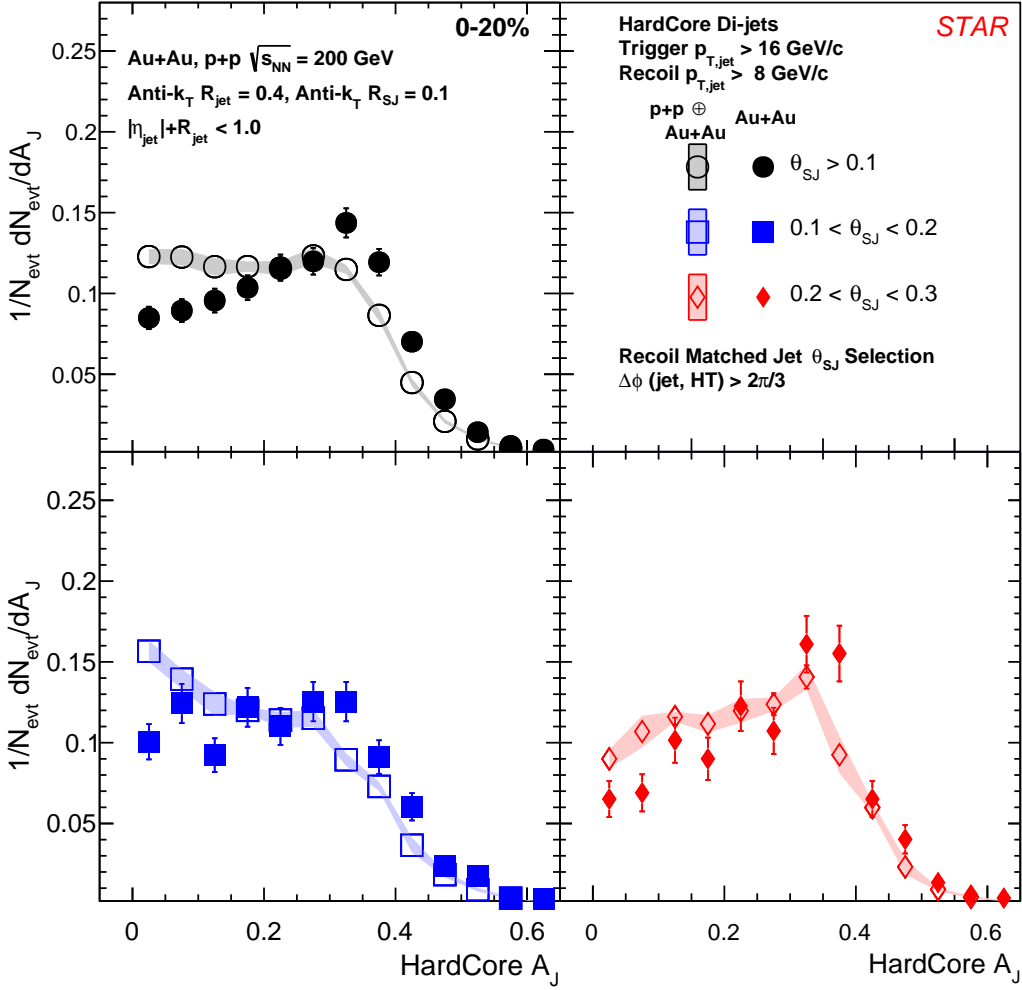 0-20%
Au+Au, p+p √s_NN = 200 GeV
Anti-k_T R_jet = 0.4, Anti-k_T R_SJ = 0.1
|η_jet|+R_jet < 1.0
HardCore Di-jets
STAR
Trigger p_T,jet > 16 GeV/c
Recoil p_T,jet > 8 GeV/c
p+p ⊕
Au+Au
Au+Au
θ_SJ > 0.1
0.1 < θ_SJ < 0.2
0.2 < θ_SJ < 0.3
Recoil Matched Jet θ_SJ Selection
Δϕ (jet, HT) > 2π/3
1/N_evt dN_evt/dA_J
0.25
0.2
0.15
0.1
0.05
1/N_evt dN_evt/dA_J
0.25
0.2
0.15
0.1
0.05
0 0.2 0.4 0.6
HardCore A_J
0 0.2 0.4 0.6
HardCore A_J